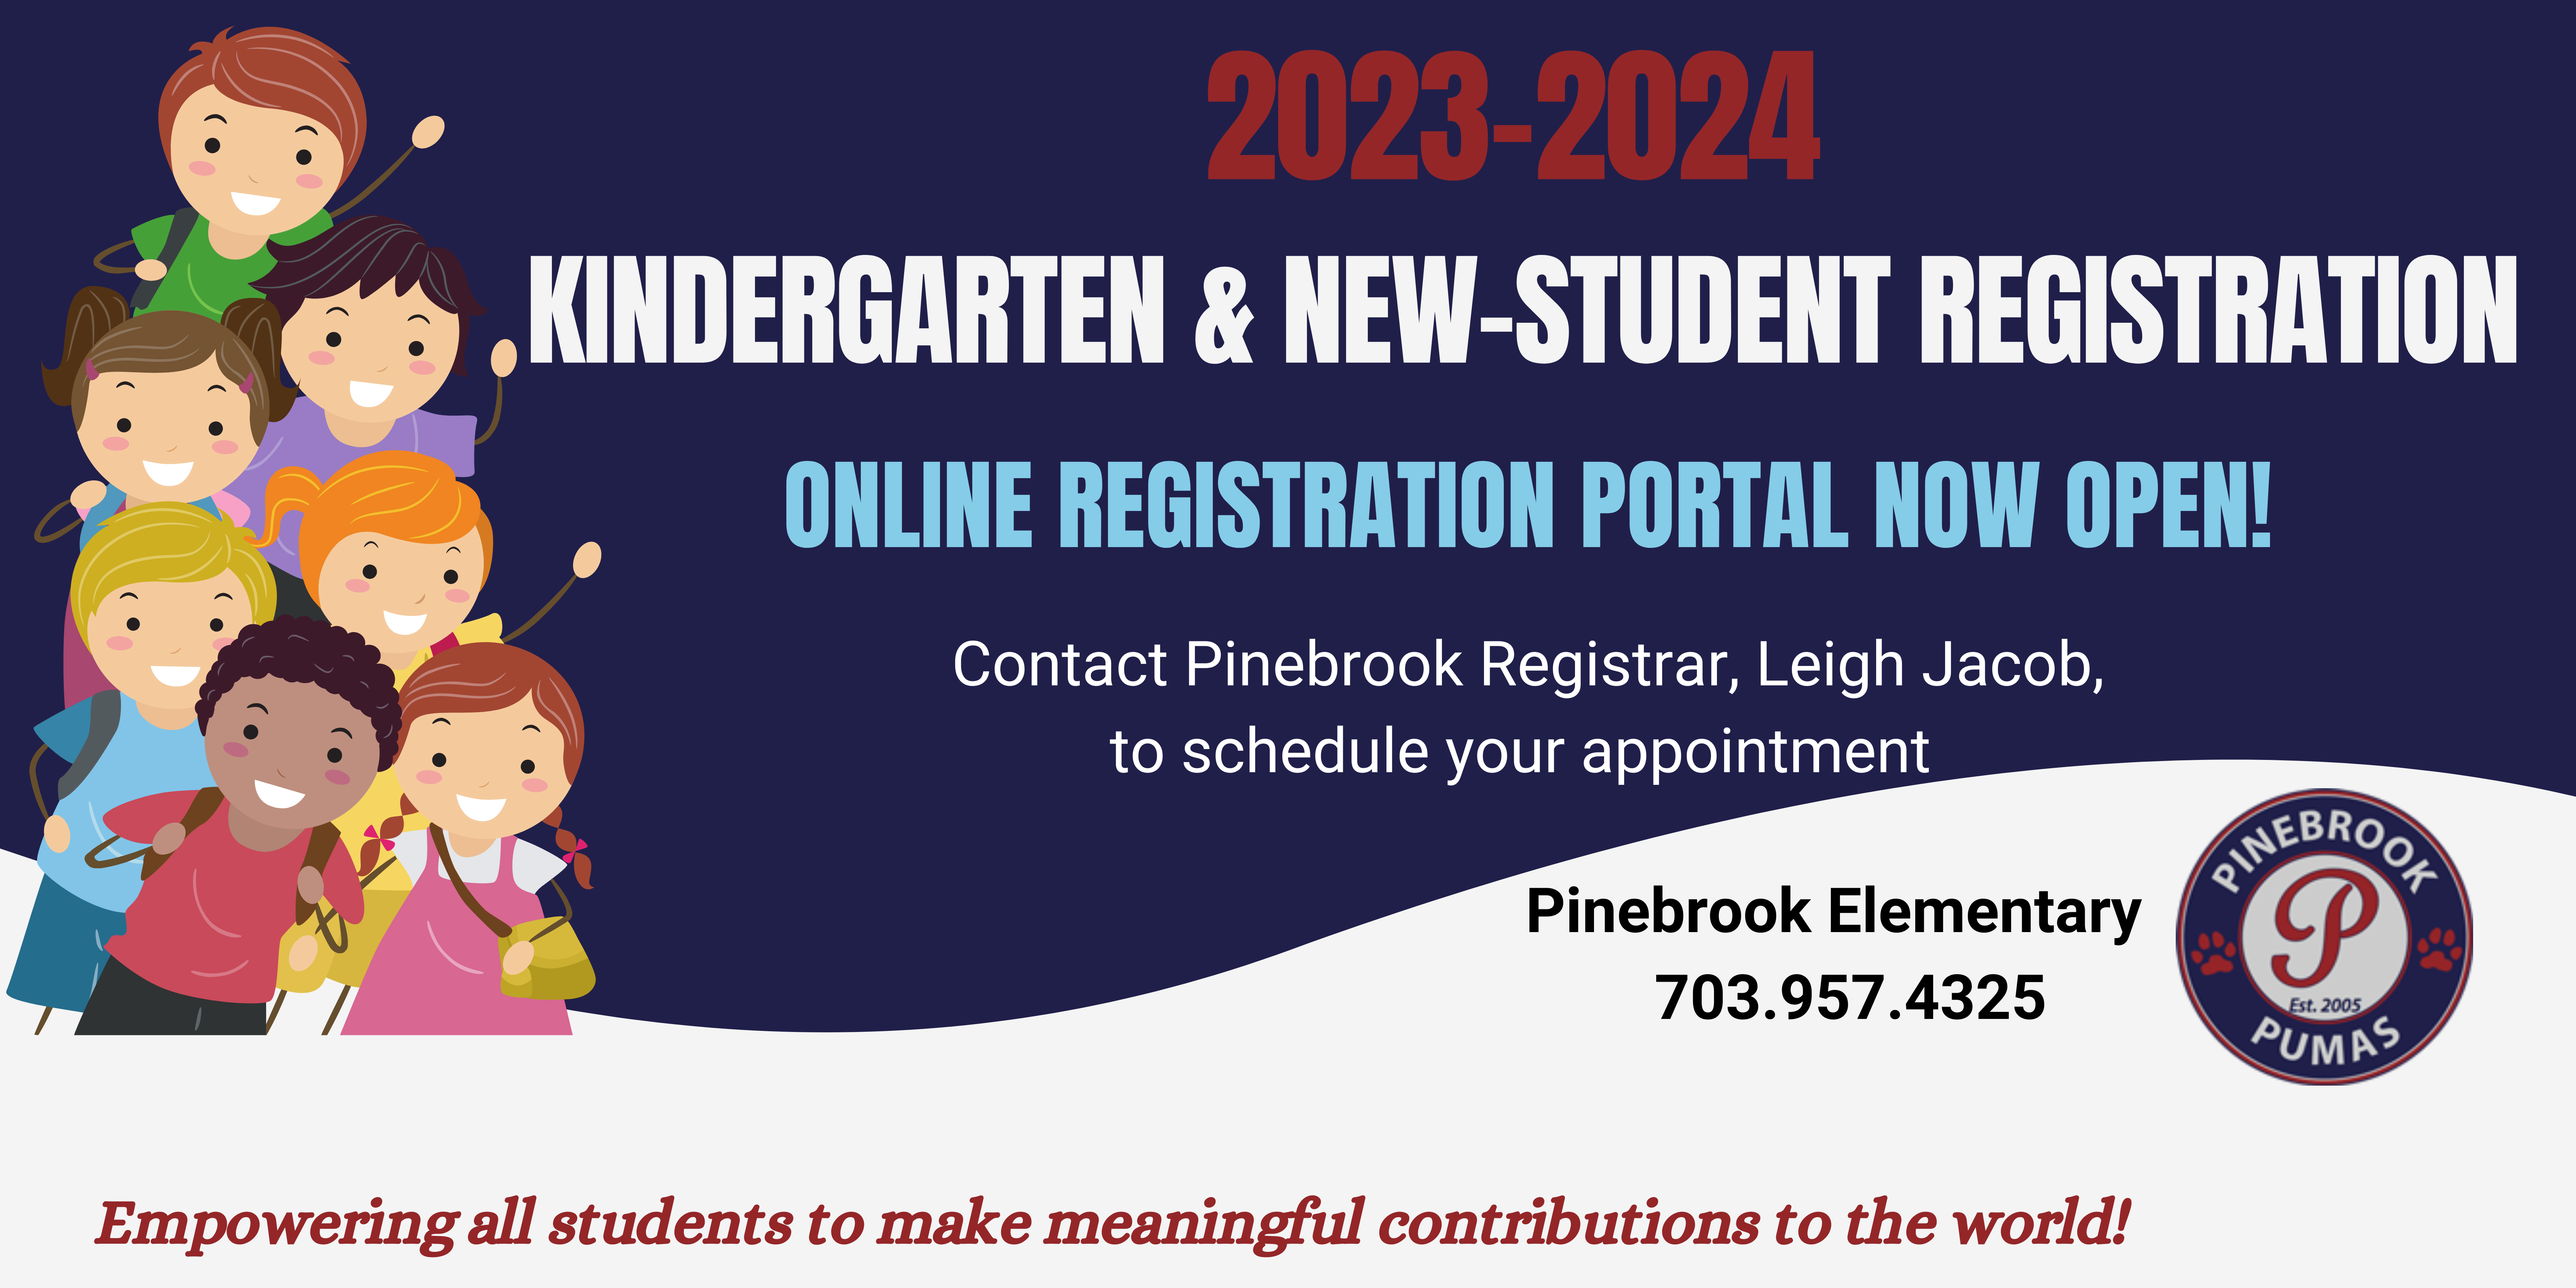 2023-2024
KINDERGARTEN & NEW-STUDENT REGISTRATION
ONLINE REGISTRATION PORTAL NOW OPEN!
Contact Pinebrook Registrar, Leigh Jacob,
to schedule your appointment
Pinebrook Elementary
703.957.4325
PINEBROOK
P
Est. 2005
PUMAS
Empowering all students to make meaningful contributions to the world!